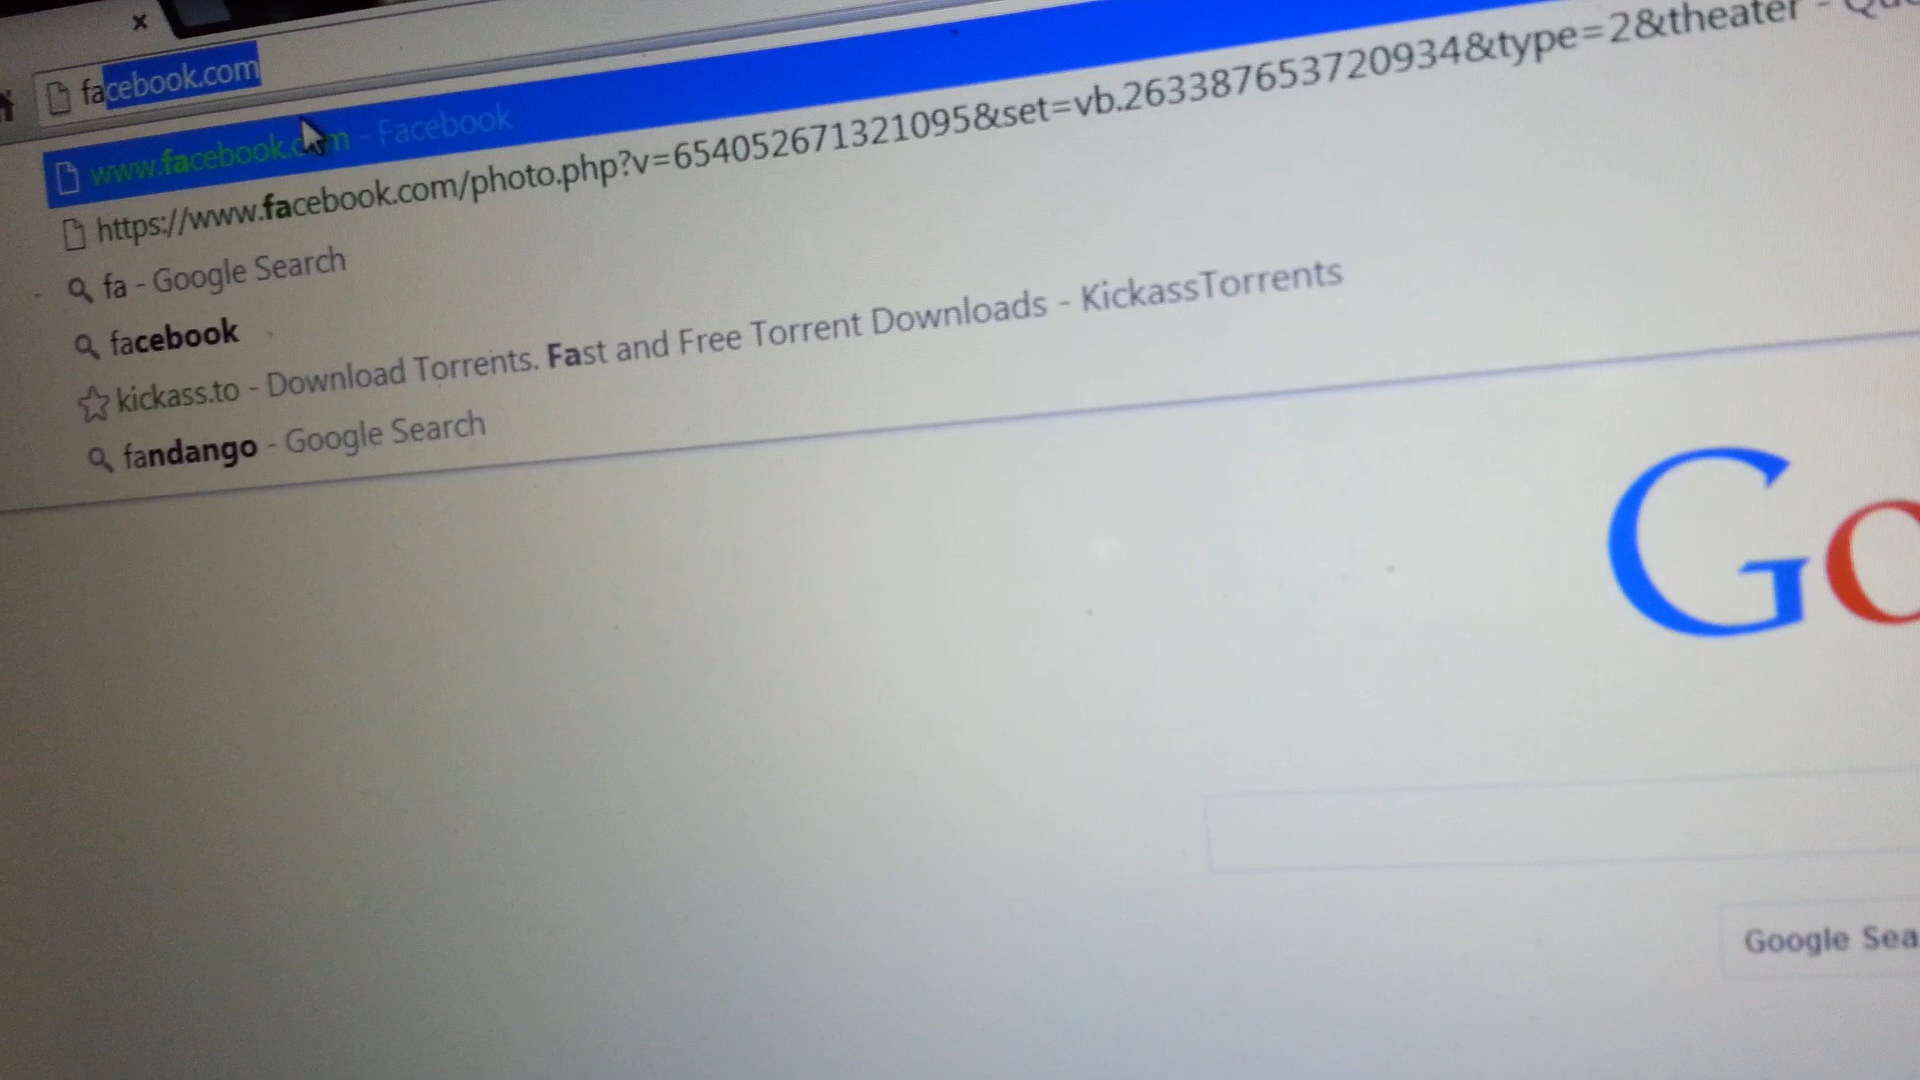 facebook.com
www.facebook.com - Facebook
https://www.facebook.com/photo.php?v=654052671321095&set=vb.263387653720934&type=2&theater -
fa - Google Search
facebook
kickass.to - Download Torrents. Fast and Free Torrent Downloads - KickassTorrents
fandango - Google Search
Go
Google Sea